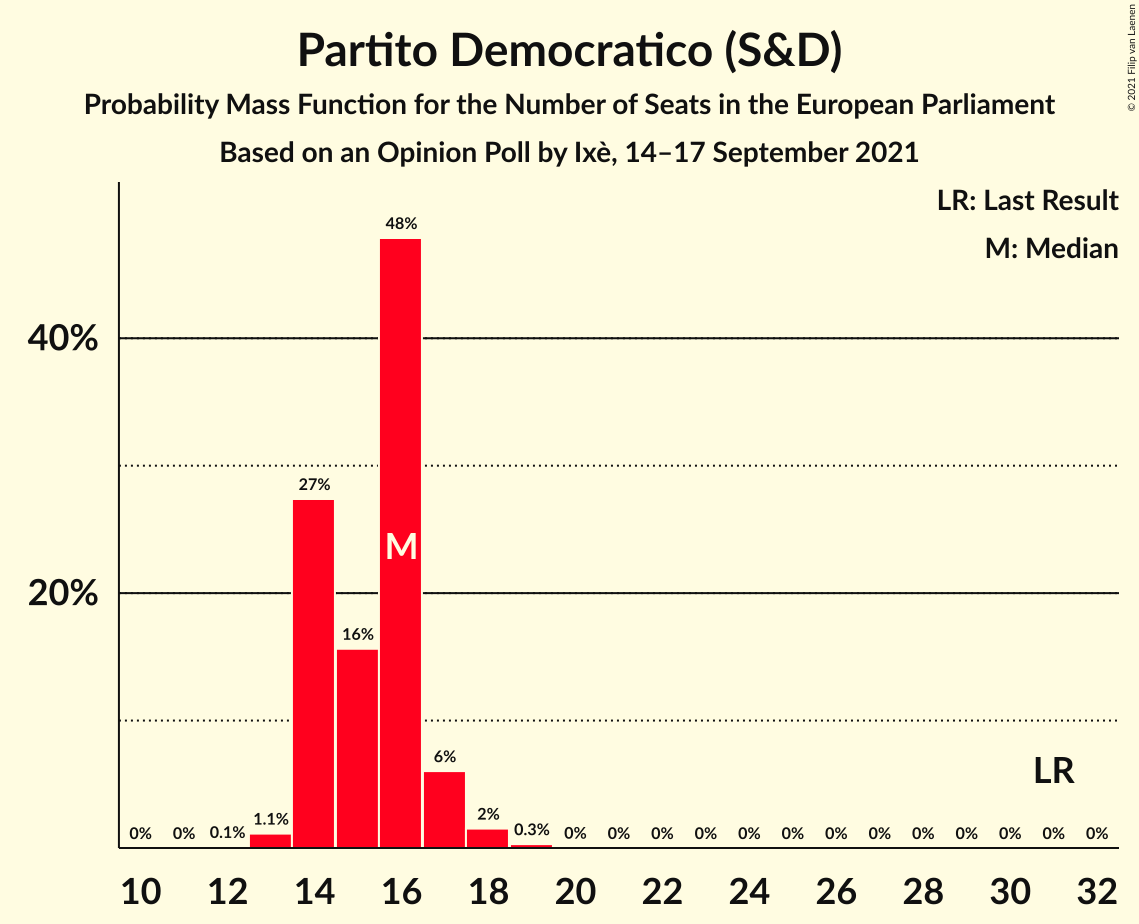 Partito Democratico (S&D)
Probability Mass Function for the Number of Seats in the European Parliament
Based on an Opinion Poll by Ixè, 14–17 September 2021
© 2021 Filip van Laenen
LR: Last Result
M: Median
48%
40%
27%
M
20%
16%
6%
LR
0% 0% 0.1% 1.1% 2% 0.3% 0% 0% 0% 0% 0% 0% 0% 0% 0% 0% 0% 0% 0%
10 12 14 16 18 20 22 24 26 28 30 32